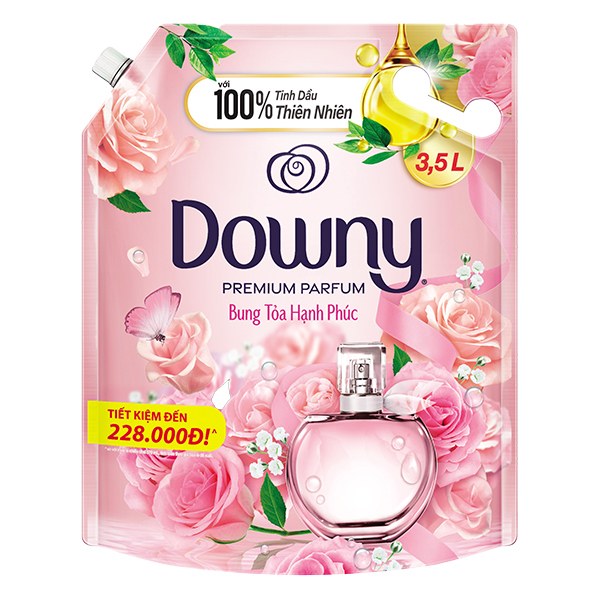 với
100% Tinh Dầu
Thiên Nhiên
3,5 L
Downy®
PREMIUM PARFUM
Bung Tỏa Hạnh Phúc
TIẾT KIỆM ĐẾN
228.000Đ!^